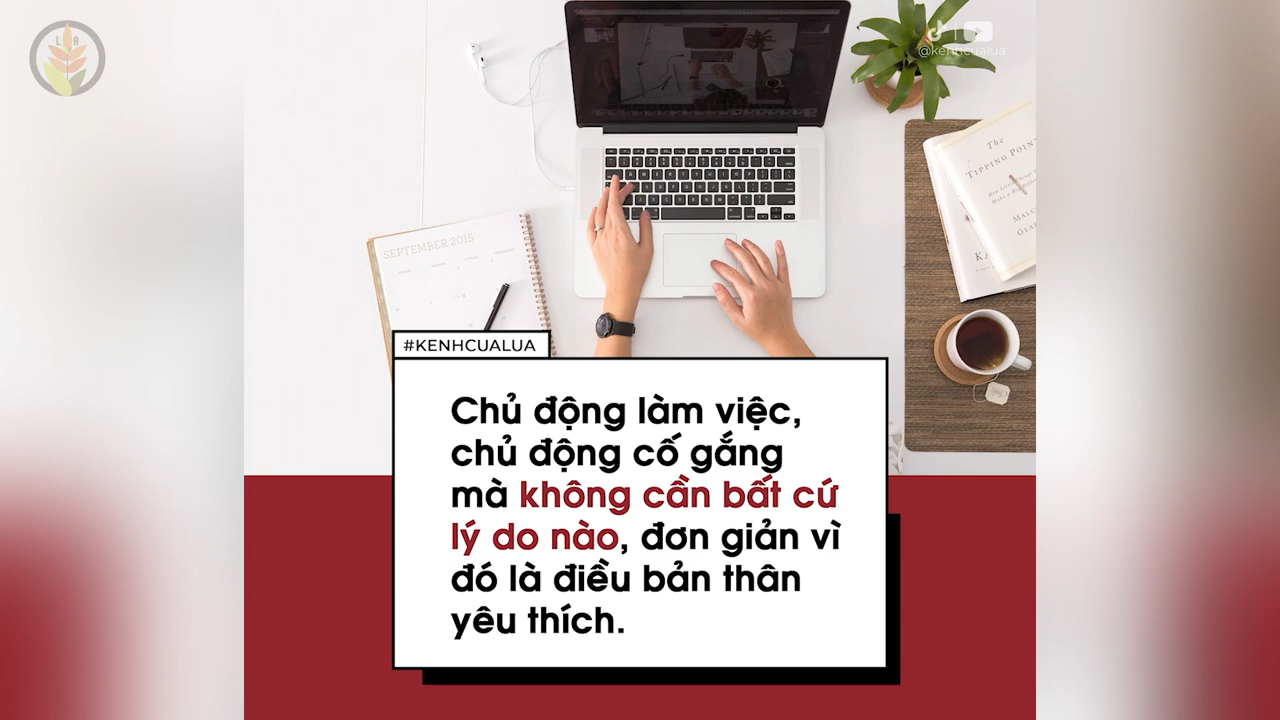 L A
@kenhcualua
The
TIPPING POINT
SEPTEMBER 2015
#KENHCUALUA
Chủ động làm việc,
chủ động cố gắng
mà không cần bất cứ
lý do nào, đơn giản vì
đó là điều bản thân
yêu thích.